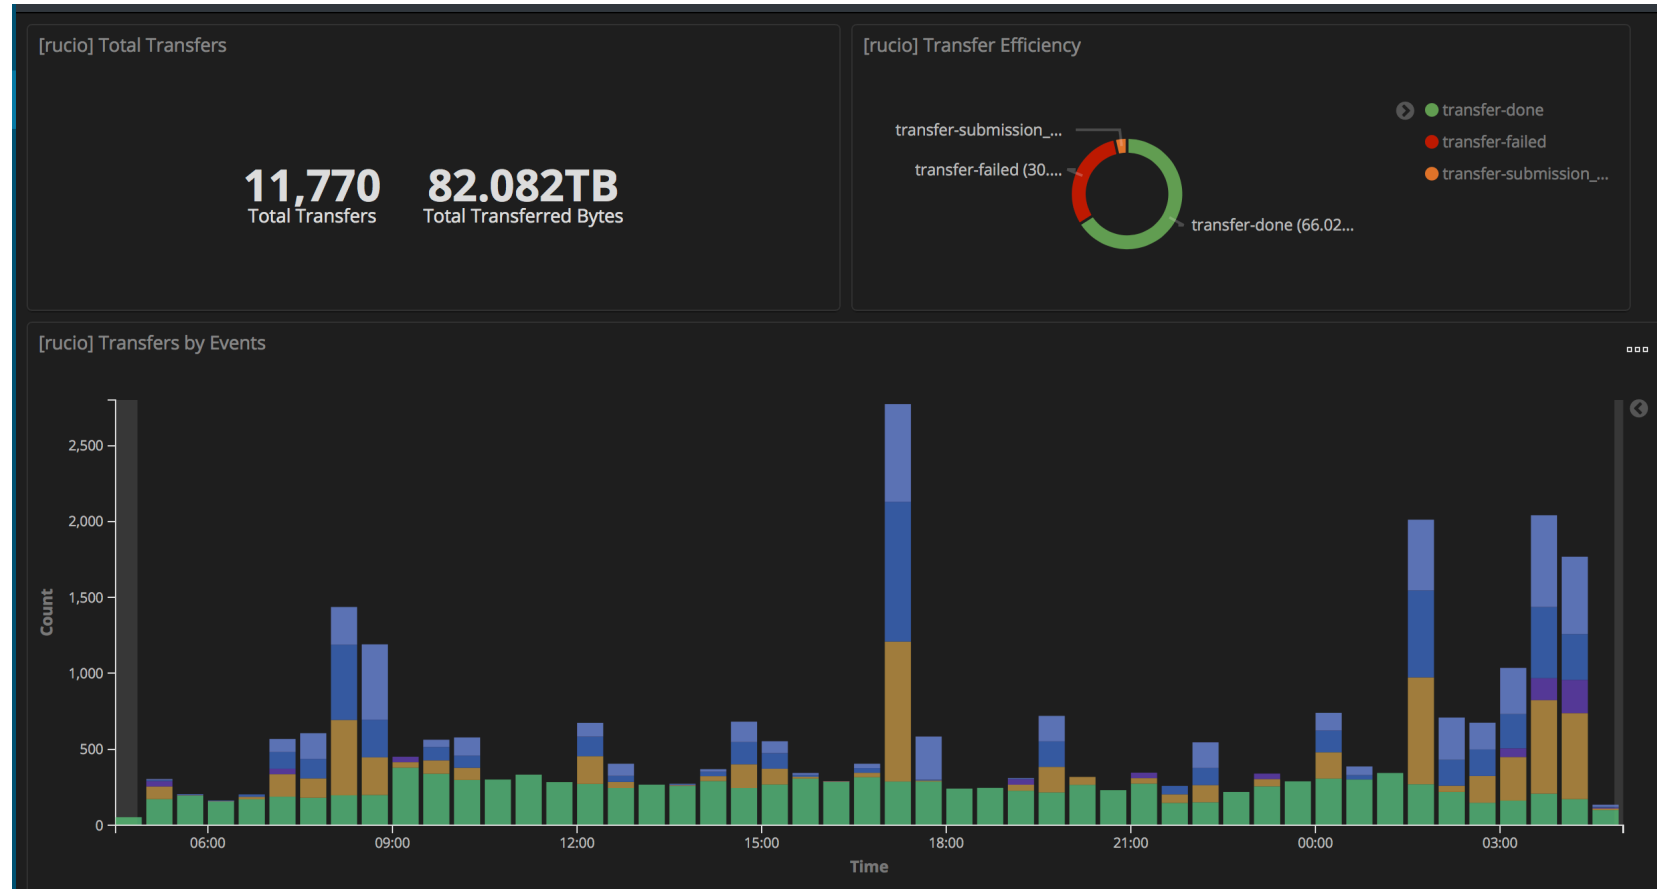 [rucio] Total Transfers
11,770
Total Transfers
82.082TB
Total Transferred Bytes
[rucio] Transfer Efficiency
transfer-submission_...
transfer-failed (30....
transfer-done (66.02...
transfer-done
transfer-failed
transfer-submission_...
[rucio] Transfers by Events
Count
2,500
2,000
1,500
1,000
500
0
06:00
09:00
12:00
15:00
18:00
21:00
00:00
03:00
Time